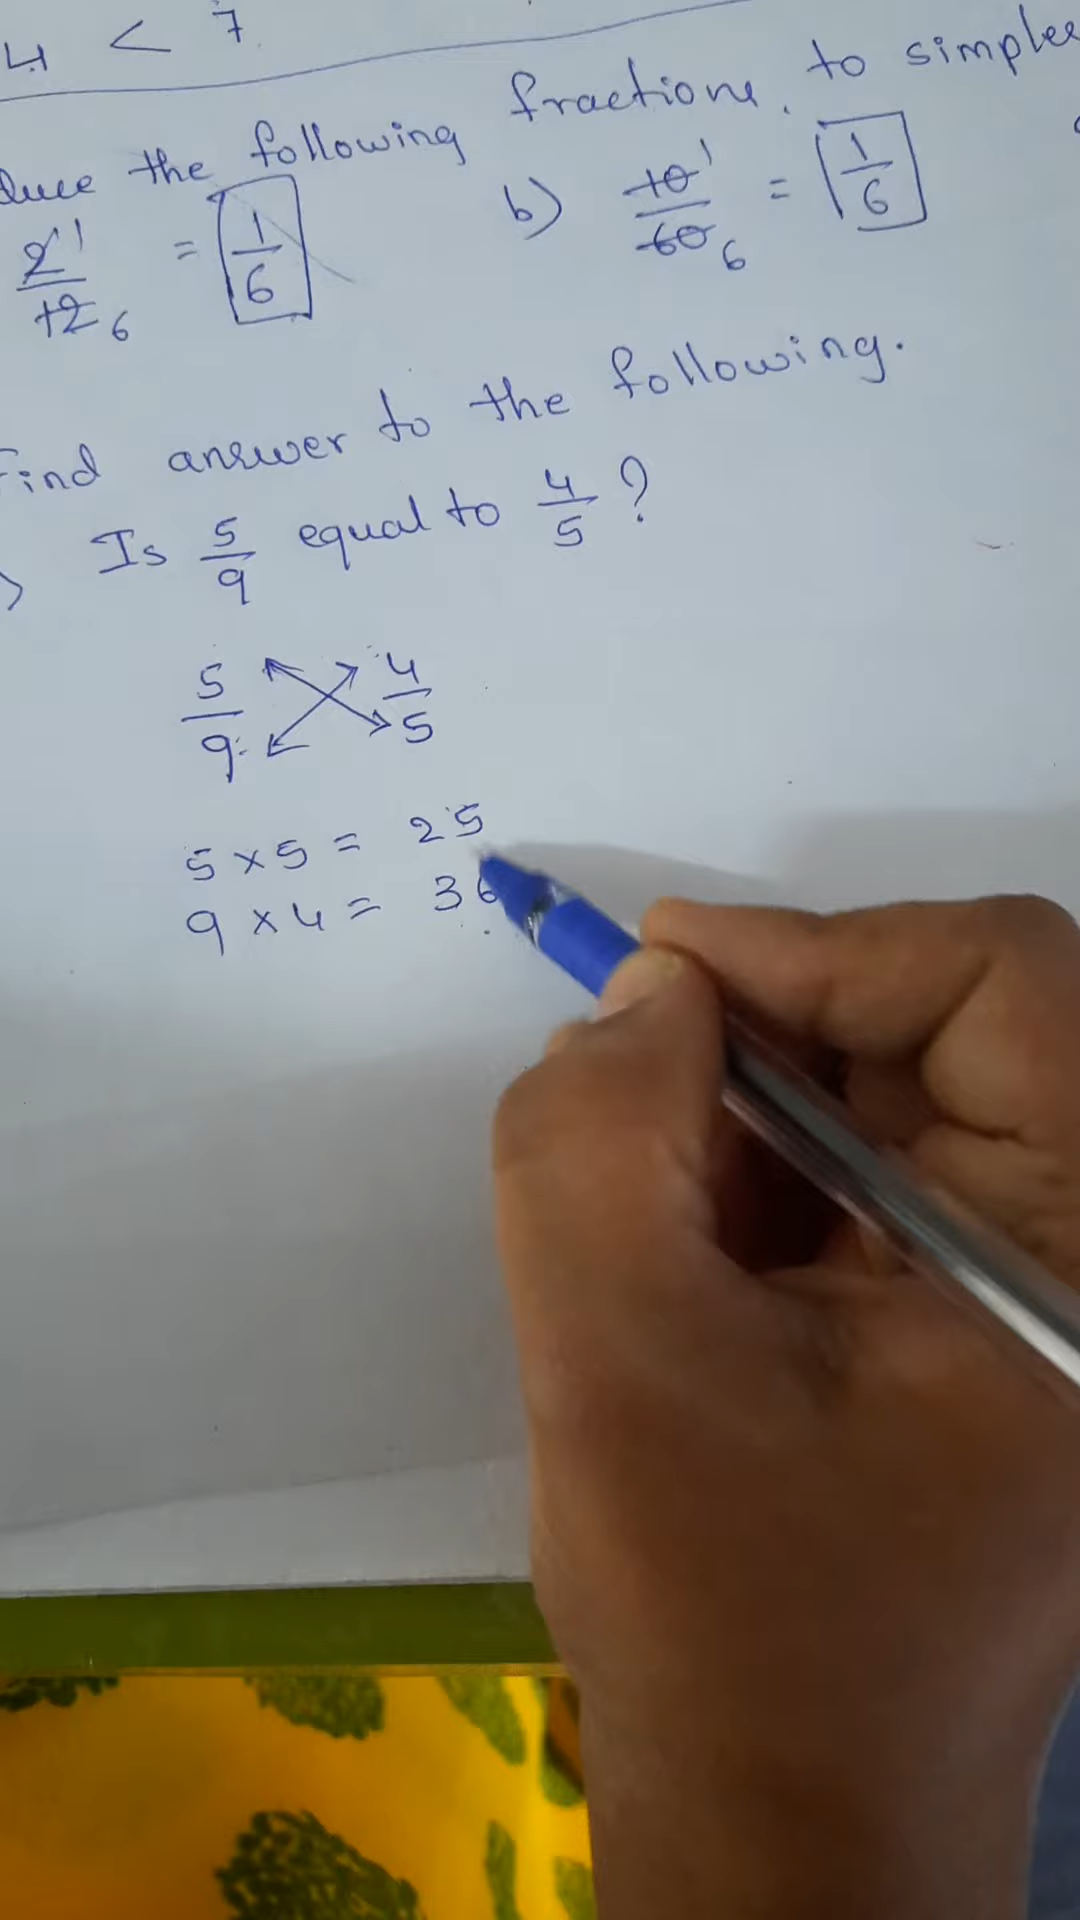 4 < 7
the following fractions. to
2 1 / 12 6 = 1/6 b) 10 1 / 60 6 = 1/6
Find answer to the following.
Is 5/9 equal to 4/5 ?
5/9 4/5
5 × 5 = 25
9 × 4 = 36